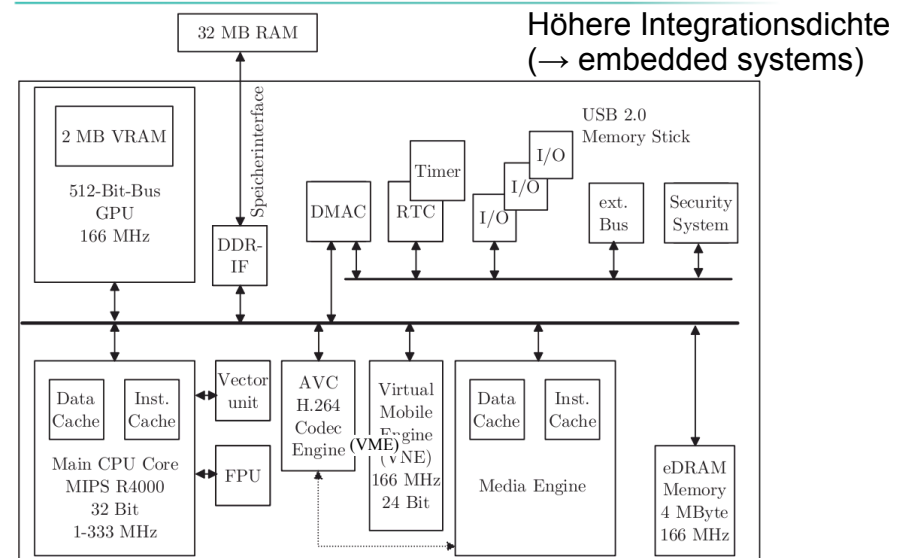 Höhere Integrationsdichte
(→ embedded systems)
32 MB RAM
Speicherinterface
2 MB VRAM
512-Bit-Bus
GPU
166 MHz
DDR-
IF
DMAC
Timer
RTC
I/O
I/O
I/O
USB 2.0
Memory Stick
ext.
Bus
Security
System
Data
Cache
Inst.
Cache
Main CPU Core
MIPS R4000
32 Bit
1-333 MHz
Vector
unit
FPU
AVC
H.264
Codec
Engine
(VME)
Virtual
Mobile
Engine
(VNE)
166 MHz
24 Bit
Data
Cache
Inst.
Cache
Media Engine
eDRAM
Memory
4 MByte
166 MHz